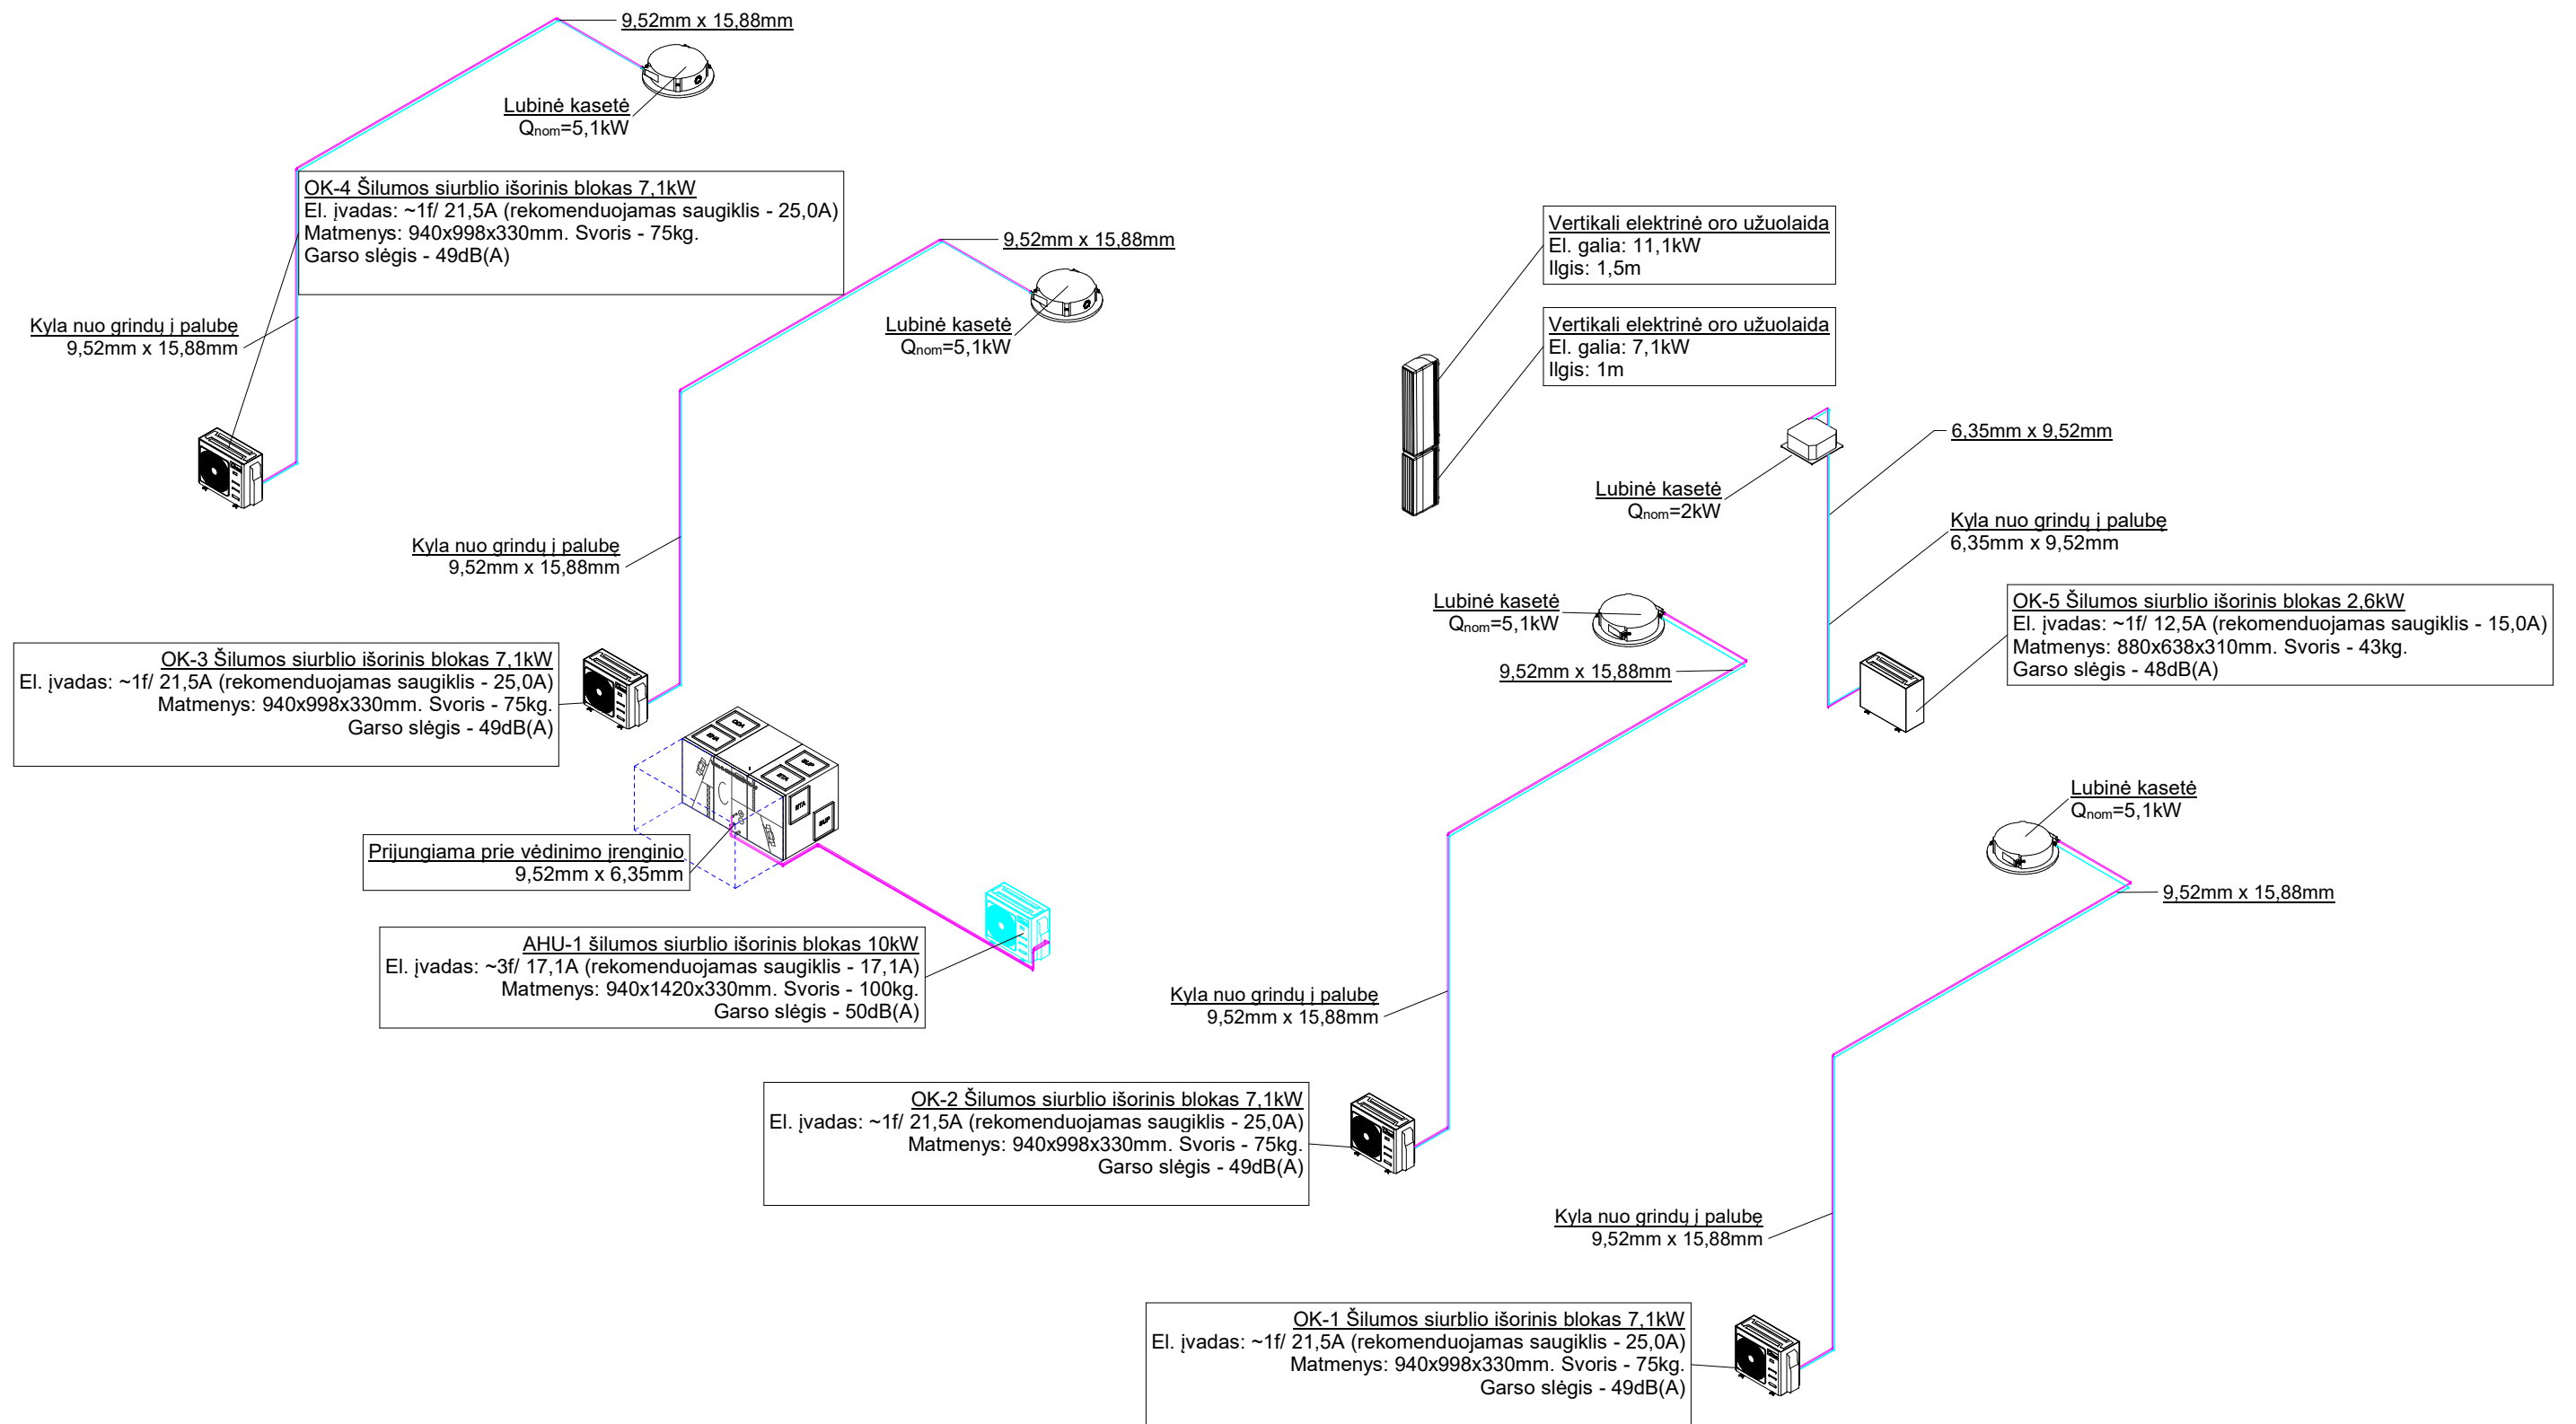 9,52mm x 15,88mm
Lubinė kasetė
Qnom=5,1kW
OK-4 Šilumos siurblio išorinis blokas 7,1kW
El. įvadas: ~1f/ 21,5A (rekomenduojamas saugiklis - 25,0A)
Matmenys: 940x998x330mm. Svoris - 75kg.
Garso slėgis - 49dB(A)
Kyla nuo grindų į palubę
9,52mm x 15,88mm
9,52mm x 15,88mm
Lubinė kasetė
Qnom=5,1kW
Kyla nuo grindų į palubę
9,52mm x 15,88mm
OK-3 Šilumos siurblio išorinis blokas 7,1kW
El. įvadas: ~1f/ 21,5A (rekomenduojamas saugiklis - 25,0A)
Matmenys: 940x998x330mm. Svoris - 75kg.
Garso slėgis - 49dB(A)
ODA
EHA
SUP
ETA
ETA
SUP
Prijungiama prie vėdinimo įrenginio
9,52mm x 6,35mm
AHU-1 šilumos siurblio išorinis blokas 10kW
El. įvadas: ~3f/ 17,1A (rekomenduojamas saugiklis - 17,1A)
Matmenys: 940x1420x330mm. Svoris - 100kg.
Garso slėgis - 50dB(A)
Vertikali elektrinė oro užuolaida
El. galia: 11,1kW
Ilgis: 1,5m
Vertikali elektrinė oro užuolaida
El. galia: 7,1kW
Ilgis: 1m
6,35mm x 9,52mm
Lubinė kasetė
Qnom=2kW
Kyla nuo grindų į palubę
6,35mm x 9,52mm
OK-5 Šilumos siurblio išorinis blokas 2,6kW
El. įvadas: ~1f/ 12,5A (rekomenduojamas saugiklis - 15,0A)
Matmenys: 880x638x310mm. Svoris - 43kg.
Garso slėgis - 48dB(A)
Lubinė kasetė
Qnom=5,1kW
9,52mm x 15,88mm
Kyla nuo grindų į palubę
9,52mm x 15,88mm
OK-2 Šilumos siurblio išorinis blokas 7,1kW
El. įvadas: ~1f/ 21,5A (rekomenduojamas saugiklis - 25,0A)
Matmenys: 940x998x330mm. Svoris - 75kg.
Garso slėgis - 49dB(A)
Lubinė kasetė
Qnom=5,1kW
9,52mm x 15,88mm
Kyla nuo grindų į palubę
9,52mm x 15,88mm
OK-1 Šilumos siurblio išorinis blokas 7,1kW
El. įvadas: ~1f/ 21,5A (rekomenduojamas saugiklis - 25,0A)
Matmenys: 940x998x330mm. Svoris - 75kg.
Garso slėgis - 49dB(A)